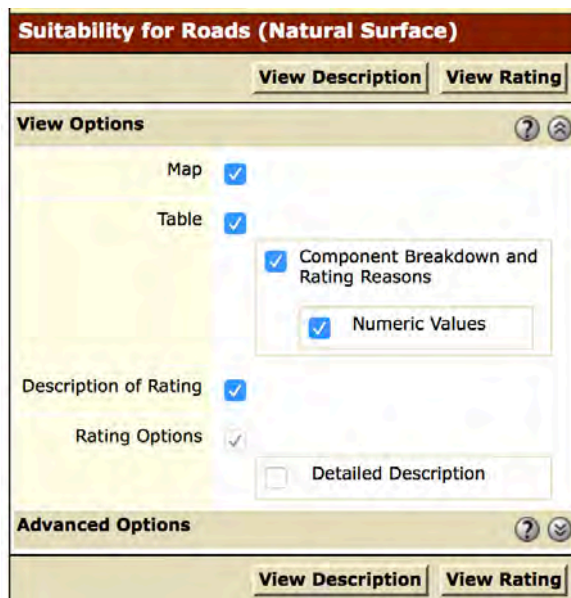 Suitability for Roads (Natural Surface)
View Description View Rating
View Options ?
Map
Table
Component Breakdown and
Rating Reasons
Numeric Values
Description of Rating
Rating Options
Detailed Description
Advanced Options ?
View Description View Rating